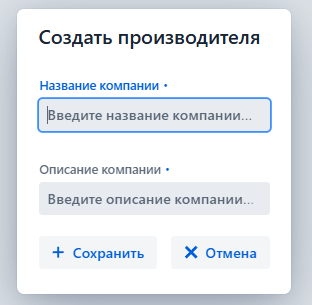 Создать производителя
Название компании •
Введите название компании...
Описание компании •
Введите описание компании...
+ Сохранить
✕ Отмена